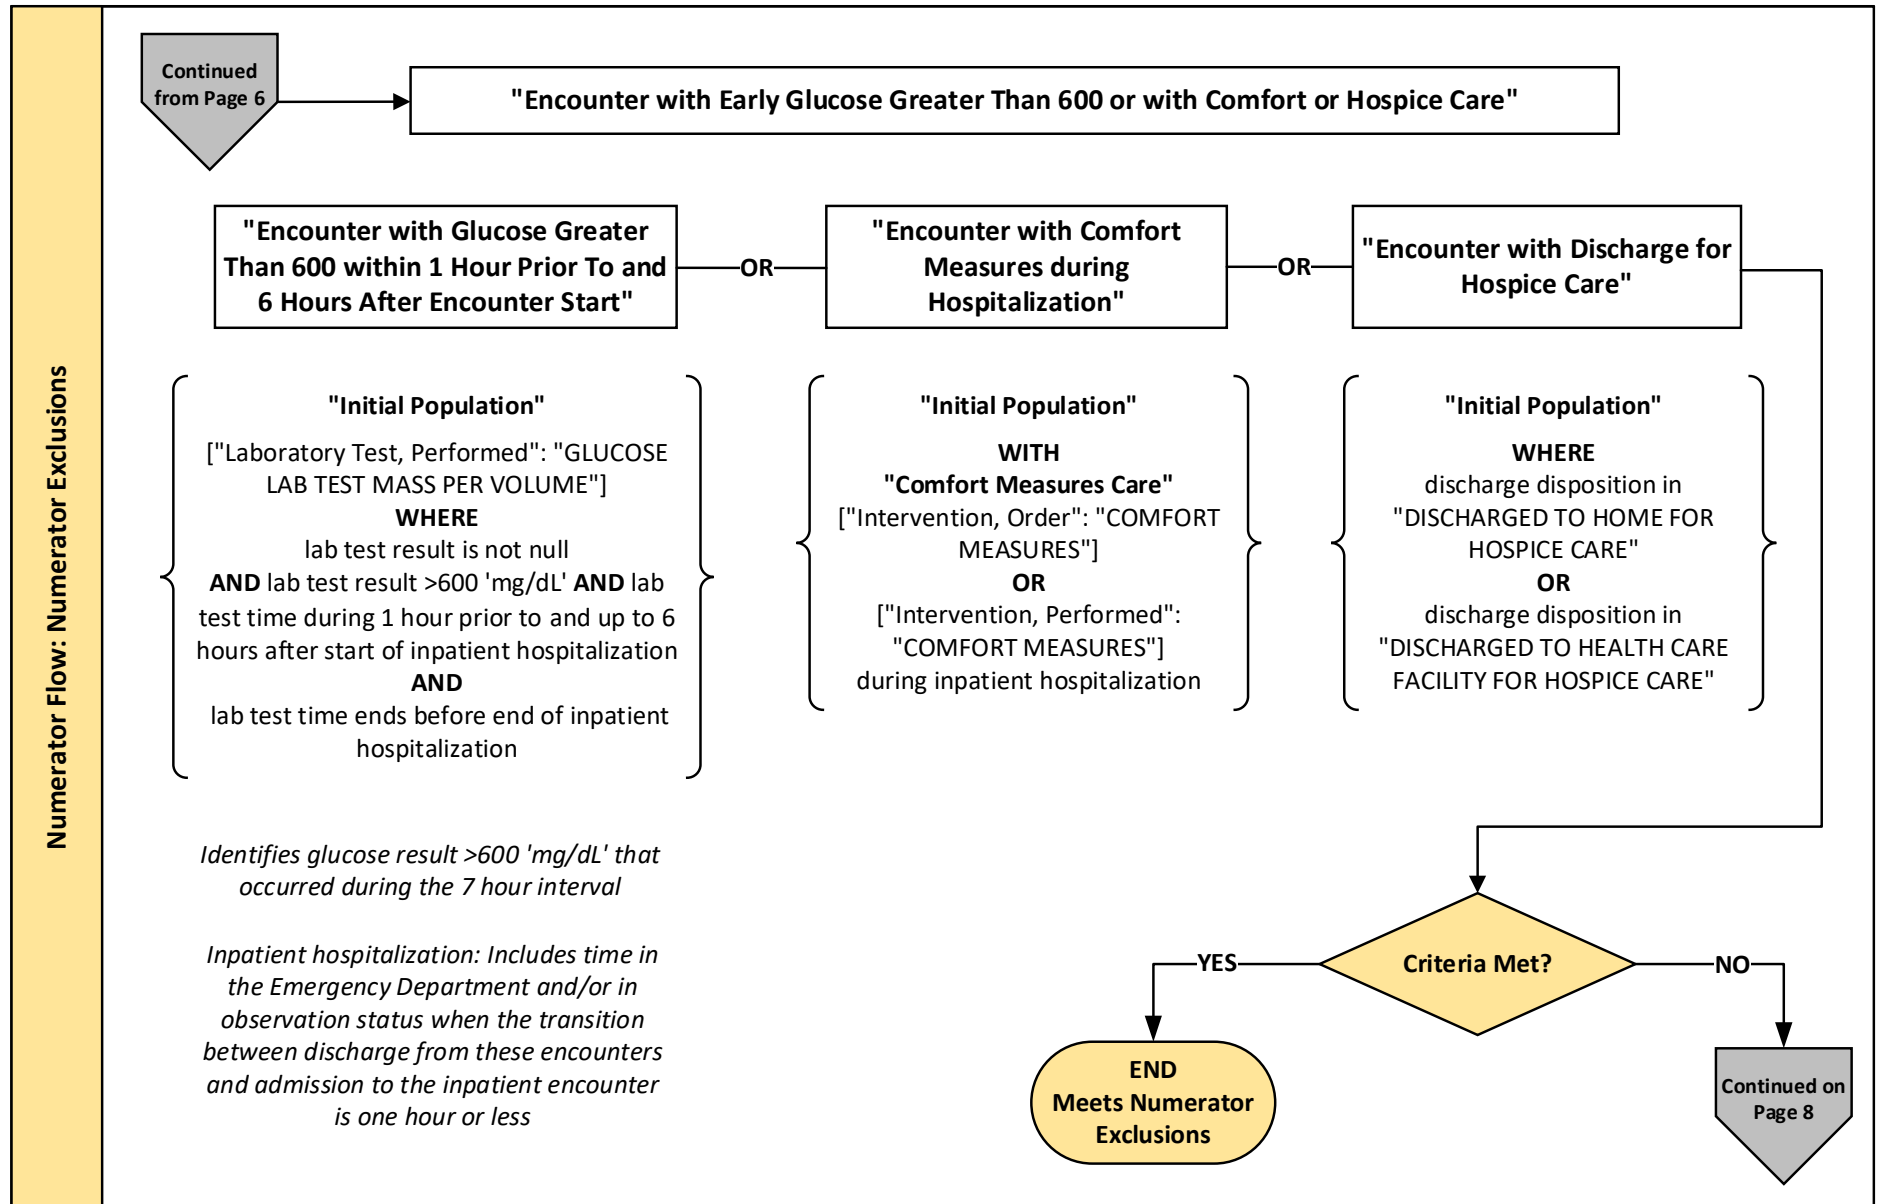 Numerator Flow: Numerator Exclusions
Continued
from Page 6
"Encounter with Early Glucose Greater Than 600 or with Comfort or Hospice Care"
"Encounter with Glucose Greater
Than 600 within 1 Hour Prior To and
6 Hours After Encounter Start"
OR
"Encounter with Comfort
Measures during
Hospitalization"
OR
"Encounter with Discharge for
Hospice Care"
"Initial Population"
["Laboratory Test, Performed": "GLUCOSE
LAB TEST MASS PER VOLUME"]
WHERE
lab test result is not null
AND lab test result >600 'mg/dL' AND lab
test time during 1 hour prior to and up to 6
hours after start of inpatient hospitalization
AND
lab test time ends before end of inpatient
hospitalization
"Initial Population"
WITH
"Comfort Measures Care"
["Intervention, Order": "COMFORT
MEASURES"]
OR
["Intervention, Performed":
"COMFORT MEASURES"]
during inpatient hospitalization
"Initial Population"
WHERE
discharge disposition in
"DISCHARGED TO HOME FOR
HOSPICE CARE"
OR
discharge disposition in
"DISCHARGED TO HEALTH CARE
FACILITY FOR HOSPICE CARE"
Identifies glucose result >600 'mg/dL' that
occurred during the 7 hour interval
Inpatient hospitalization: Includes time in
the Emergency Department and/or in
observation status when the transition
between discharge from these encounters
and admission to the inpatient encounter
is one hour or less
Criteria Met?
YES
NO
END
Meets Numerator
Exclusions
Continued on
Page 8